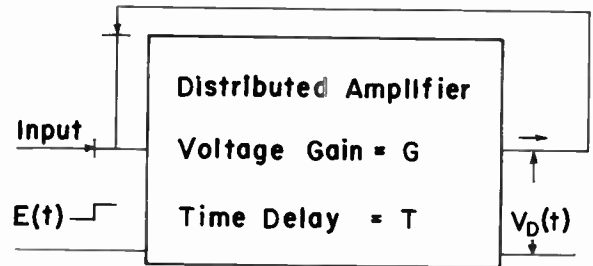 Distributed Amplifier
Input
Voltage Gain = G
E(t)
Time Delay = T
V_D(t)